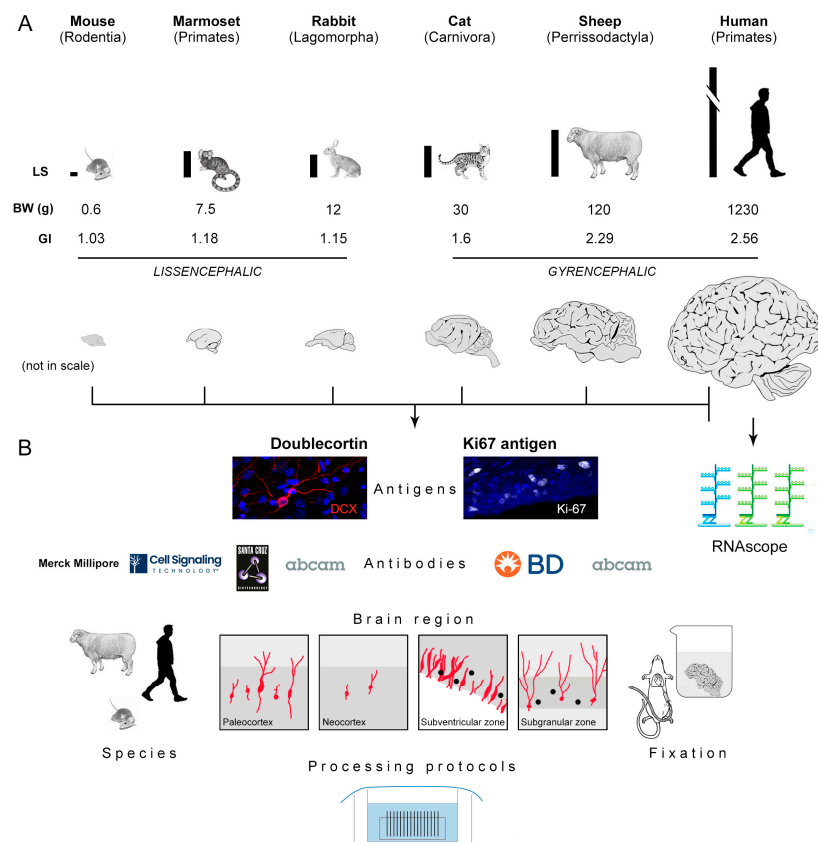 A
Mouse
(Rodentia)
Marmoset
(Primates)
Rabbit
(Lagomorpha)
Cat
(Carnivora)
Sheep
(Perrissodactyla)
Human
(Primates)
LS
BW (g) 0.6 7.5 12 30 120 1230
GI 1.03 1.18 1.15 1.6 2.29 2.56
LISSENCEPHALIC GYRENCEPHALIC
(not in scale)
B
Doublecortin Ki67 antigen
Antigens
DCX Ki-67
RNAscope
Merck Millipore
Cell Signaling
TECHNOLOGY®
SANTA CRUZ
BIOTECHNOLOGY
abcam
Antibodies
BD
abcam
Brain region
Paleocortex Neocortex Subventricular zone Subgranular zone
Species Fixation
Processing protocols